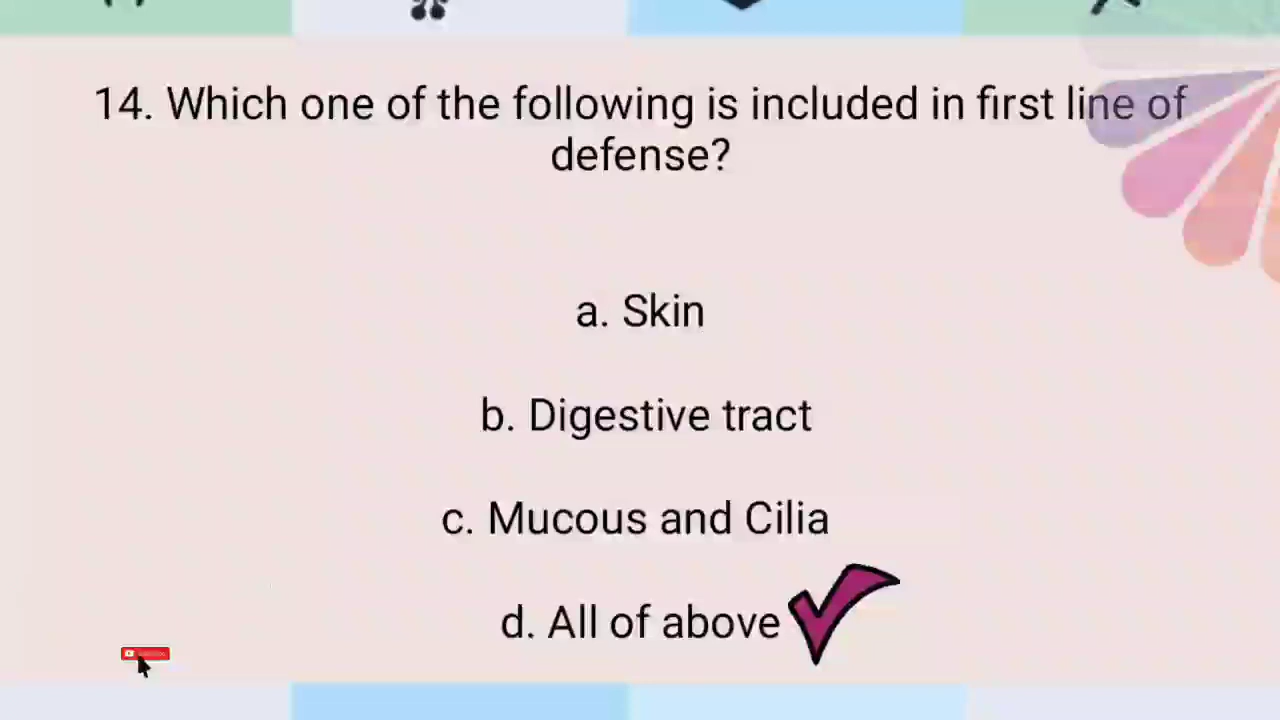 14. Which one of the following is included in first line of
defense?
a. Skin
b. Digestive tract
c. Mucous and Cilia
d. All of above